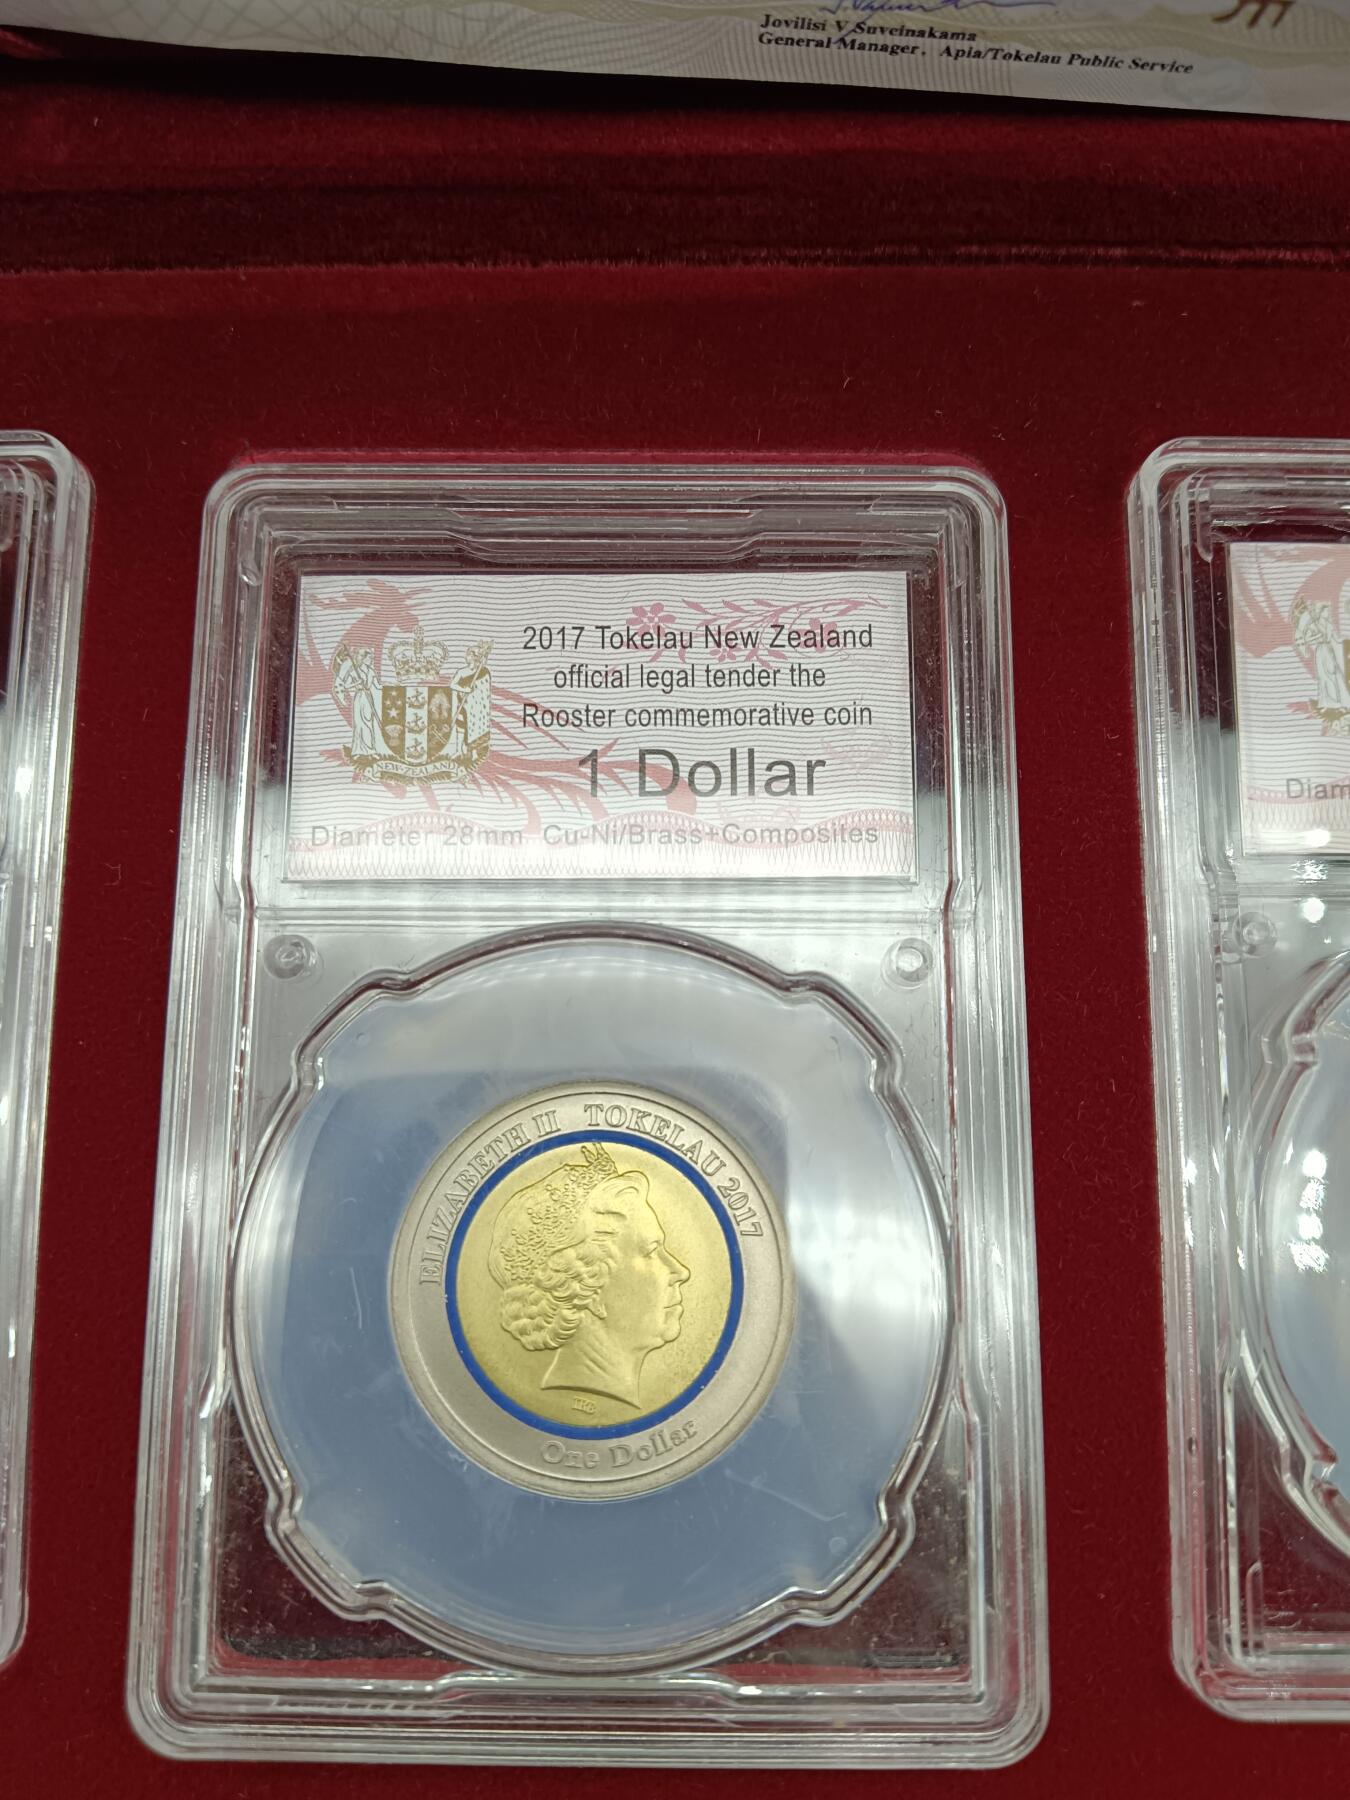 Jovilisi V Suveinakama
General Manager, Apia/Tokelau Public Service
2017 Tokelau New Zealand
official legal tender the
Rooster commemorative coin
1 Dollar
NEW·ZEALAND
Diameter 28mm Cu-Ni/Brass+Composites
Diam
ELIZABETH II TOKELAU 2017
IRB
One Dollar